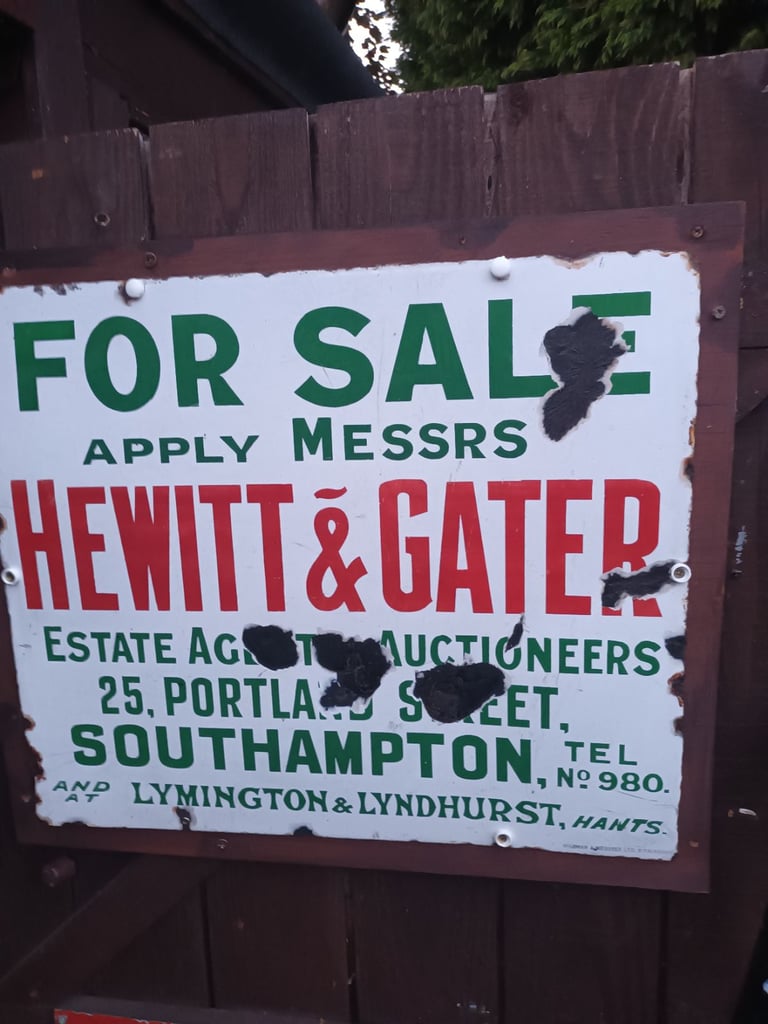 FOR SALE
APPLY MESSRS
HEWITT & GATER
ESTATE AGENTS AUCTIONEERS
25, PORTLAND STREET,
SOUTHAMPTON, TEL Nº 980.
AND AT LYMINGTON & LYNDHURST, HANTS.